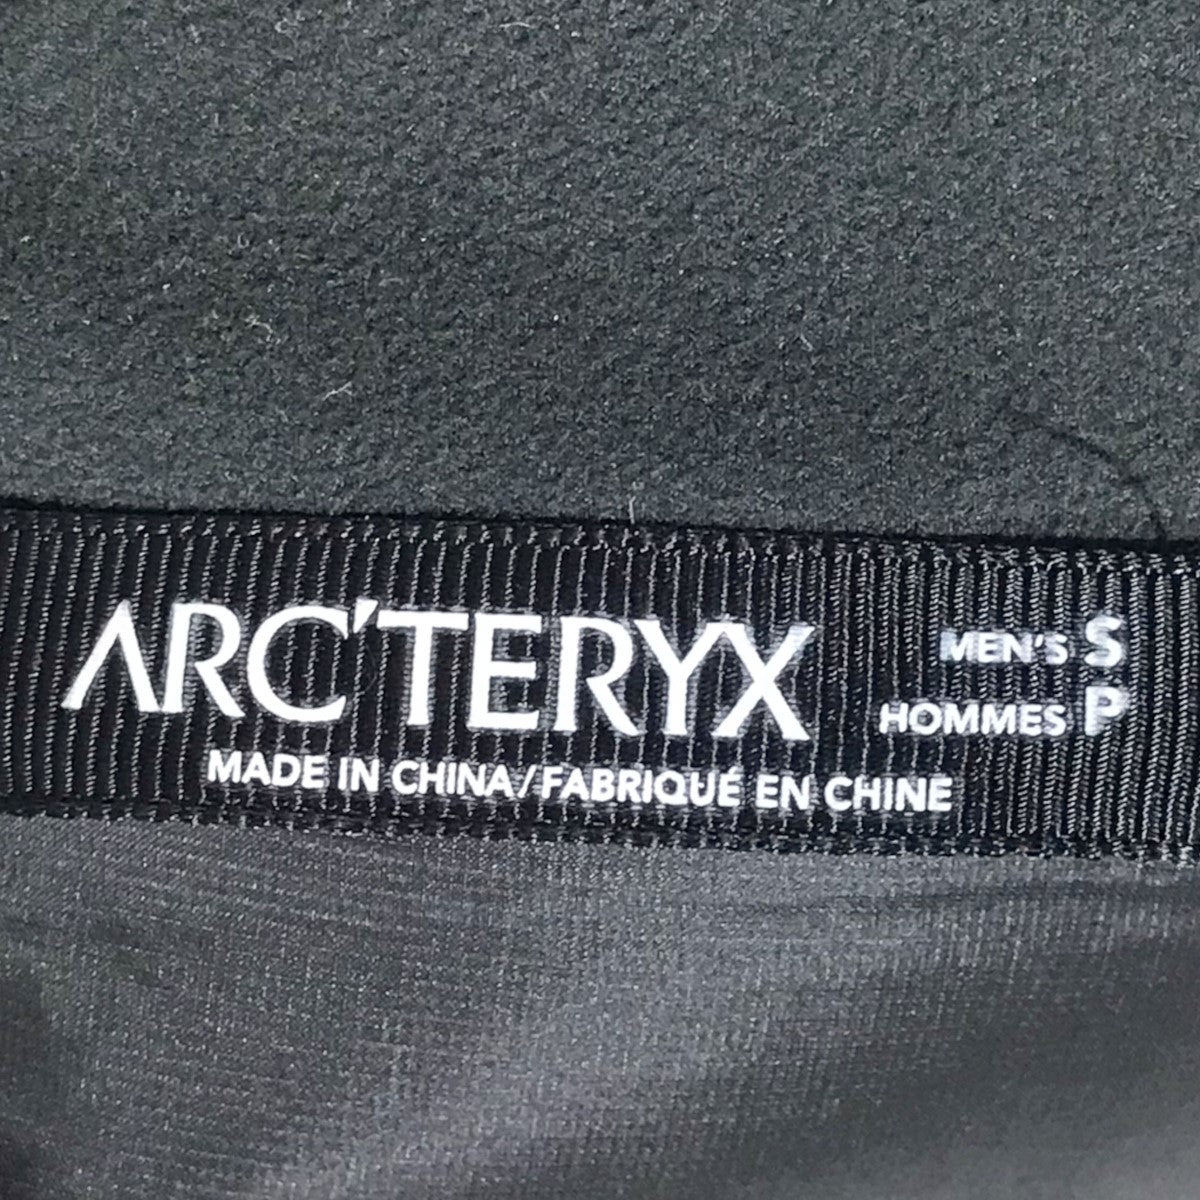 ARC'TERYX
MEN'S S
HOMMES P
MADE IN CHINA/FABRIQUÉ EN CHINE